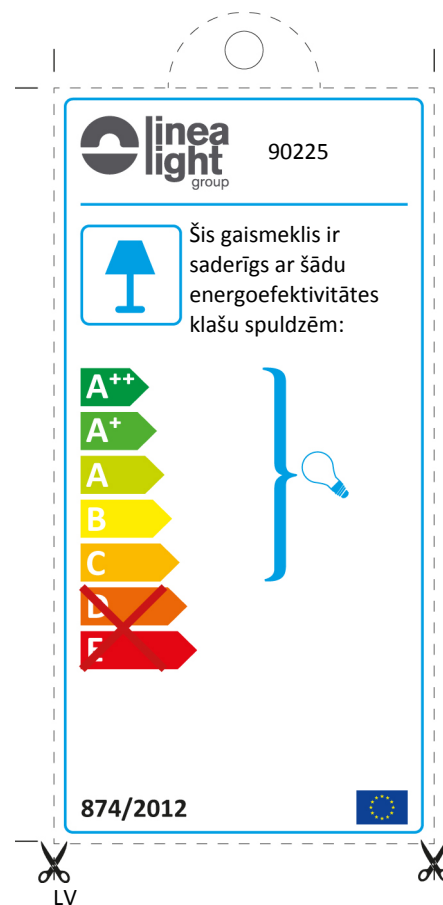 linea
light
group
90225
Šis gaismeklis ir
saderīgs ar šādu
energoefektivitātes
klašu spuldzēm:
A++
A+
A
B
C
D
E
874/2012
LV